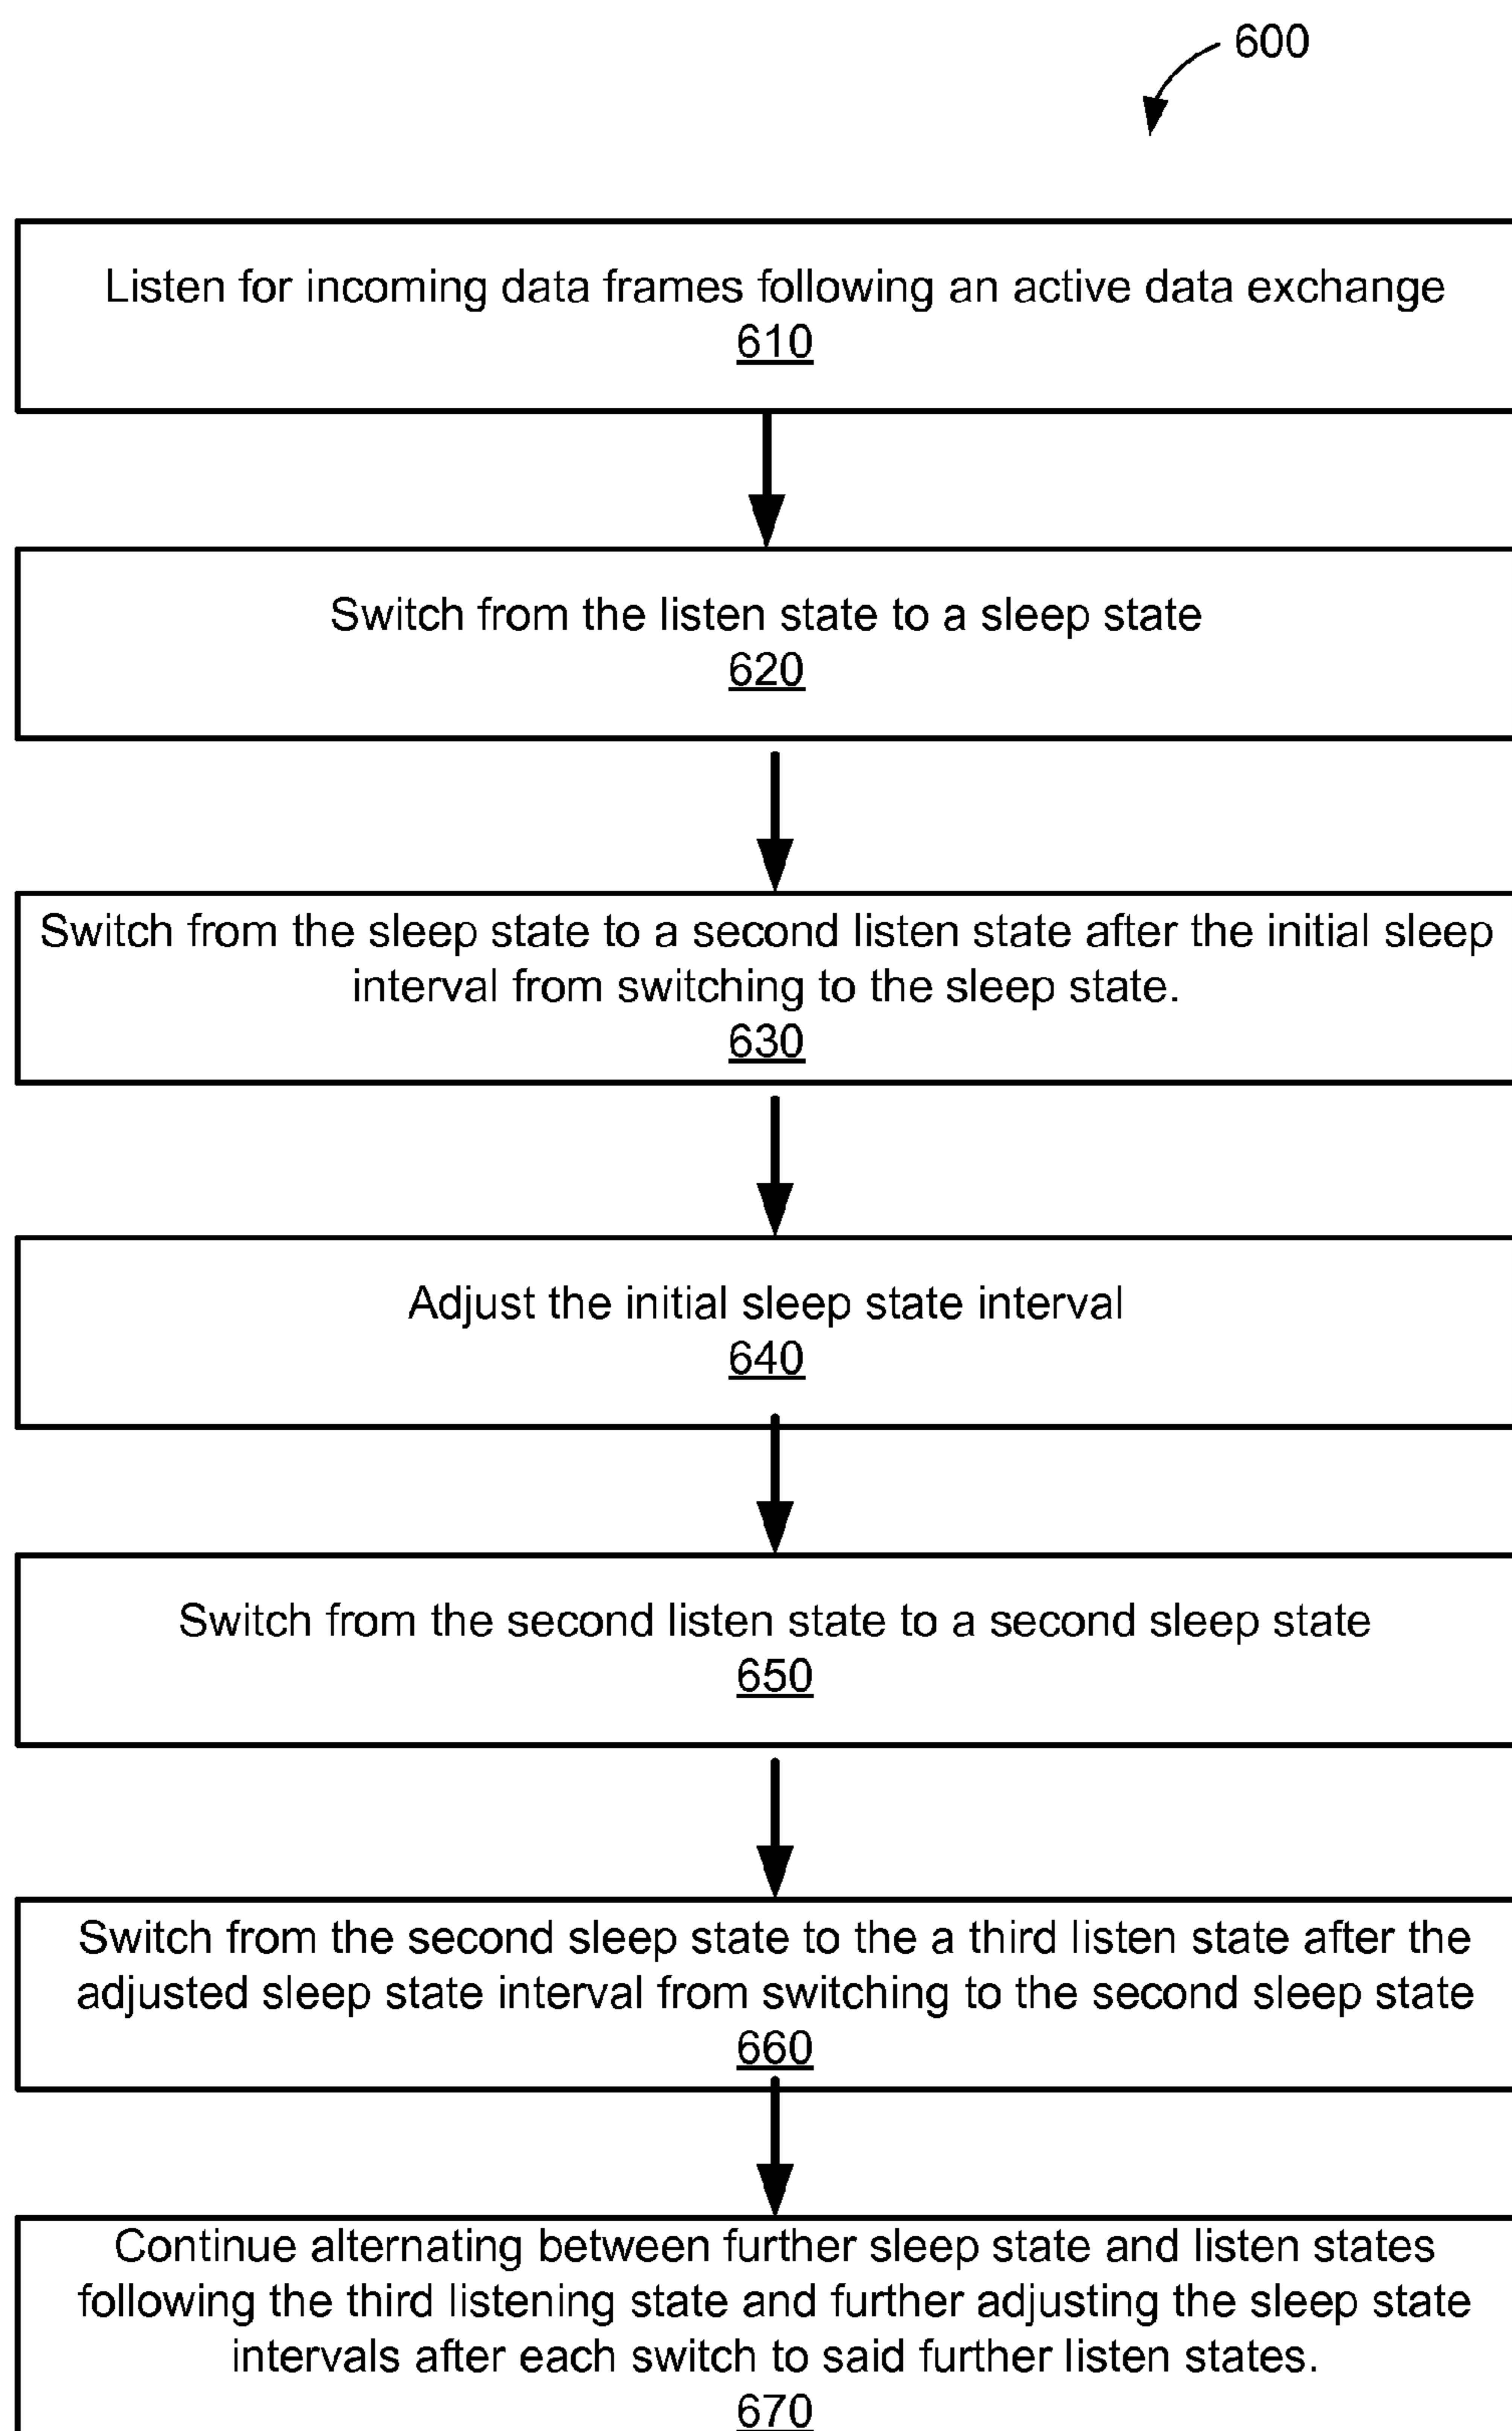 600
Listen for incoming data frames following an active data exchange
610
Switch from the listen state to a sleep state
620
Switch from the sleep state to a second listen state after the initial sleep
interval from switching to the sleep state.
630
Adjust the initial sleep state interval
640
Switch from the second listen state to a second sleep state
650
Switch from the second sleep state to the a third listen state after the
adjusted sleep state interval from switching to the second sleep state
660
Continue alternating between further sleep state and listen states
following the third listening state and further adjusting the sleep state
intervals after each switch to said further listen states.
670